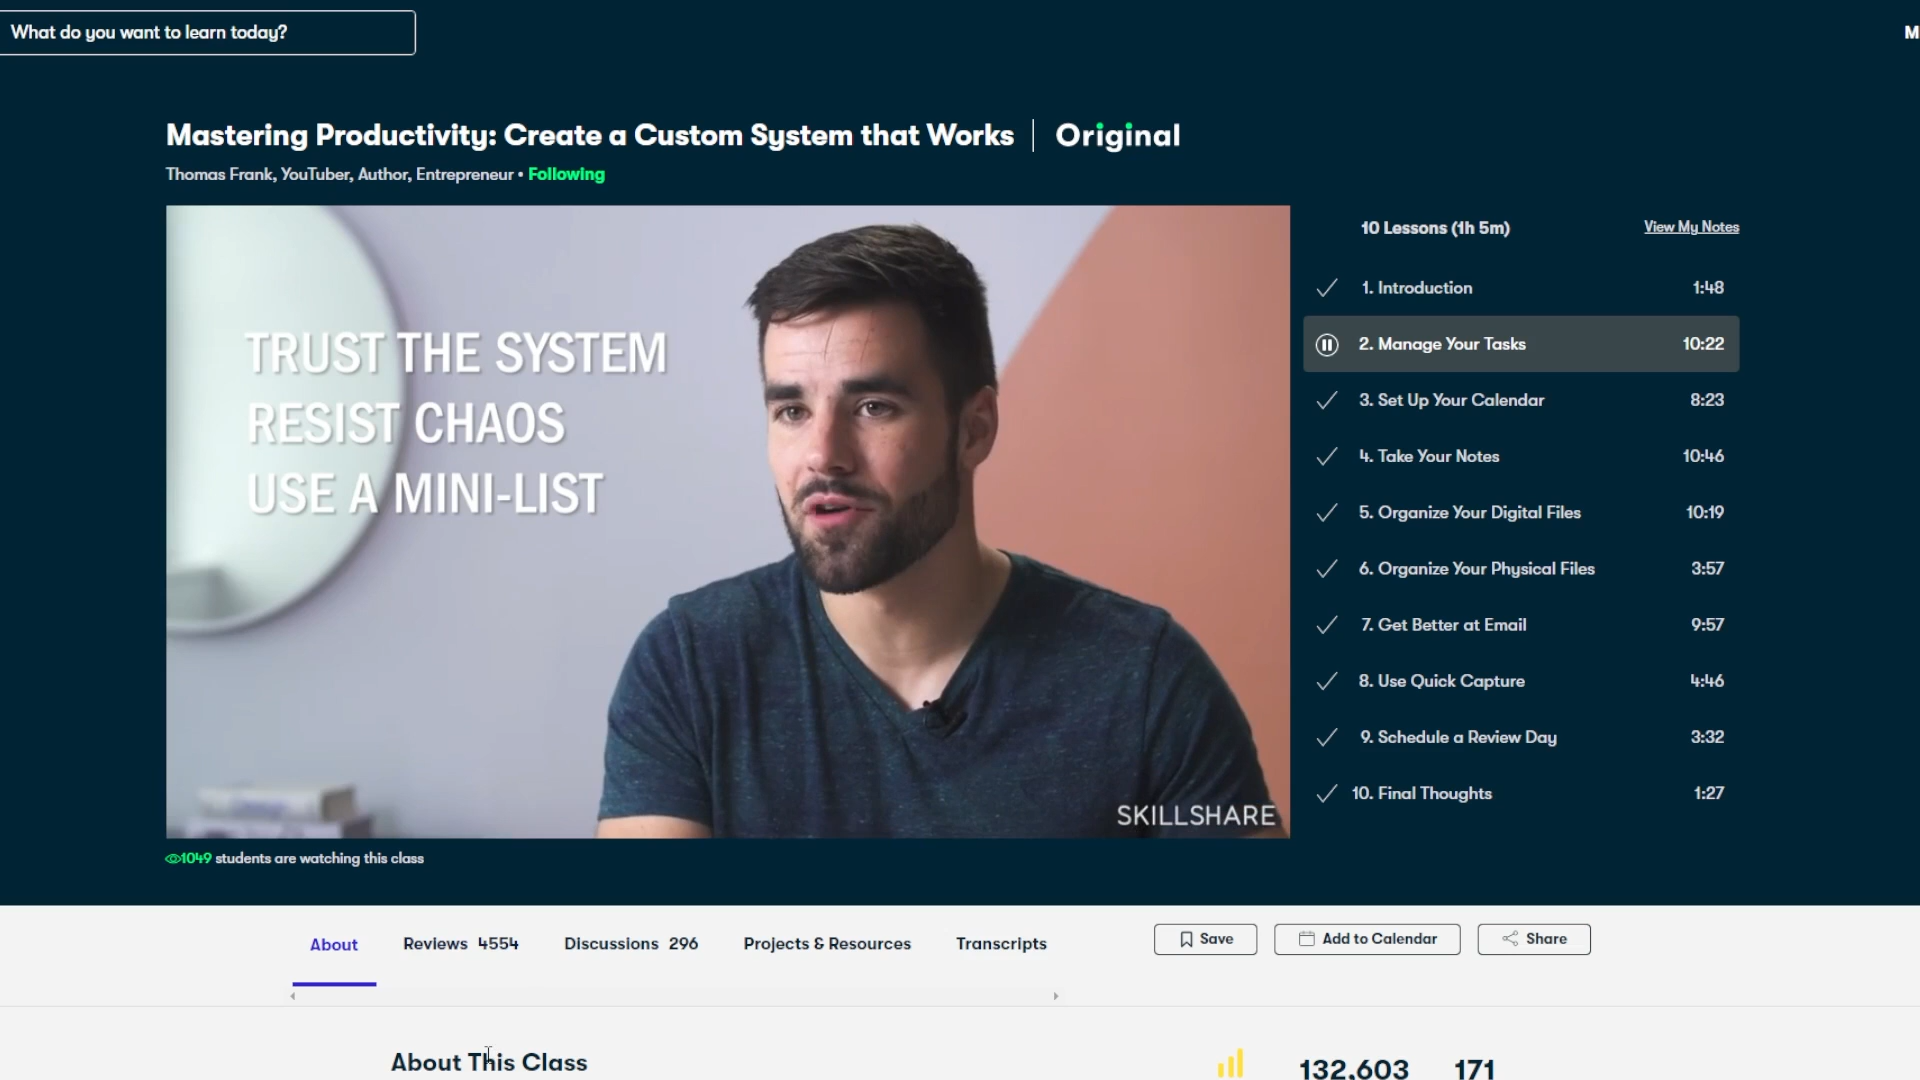 What do you want to learn today?
M
Mastering Productivity: Create a Custom System that Works | Original
Thomas Frank, YouTuber, Author, Entrepreneur • Following
TRUST THE SYSTEM
RESIST CHAOS
USE A MINI-LIST
SKILLSHARE
10 Lessons (1h 5m) View My Notes
1. Introduction 1:48
2. Manage Your Tasks 10:22
3. Set Up Your Calendar 8:23
4. Take Your Notes 10:46
5. Organize Your Digital Files 10:19
6. Organize Your Physical Files 3:57
7. Get Better at Email 9:57
8. Use Quick Capture 4:46
9. Schedule a Review Day 3:32
10. Final Thoughts 1:27
1049 students are watching this class
About Reviews 4554 Discussions 296 Projects & Resources Transcripts Save Add to Calendar Share
About This Class 132,603 171